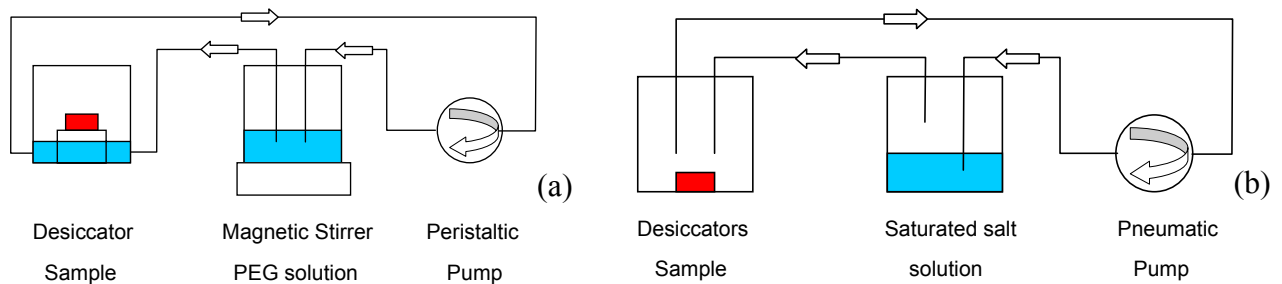 (a)
Desiccator Magnetic Stirrer Peristaltic
Sample PEG solution Pump
(b)
Desiccators Saturated salt Pneumatic
Sample solution Pump